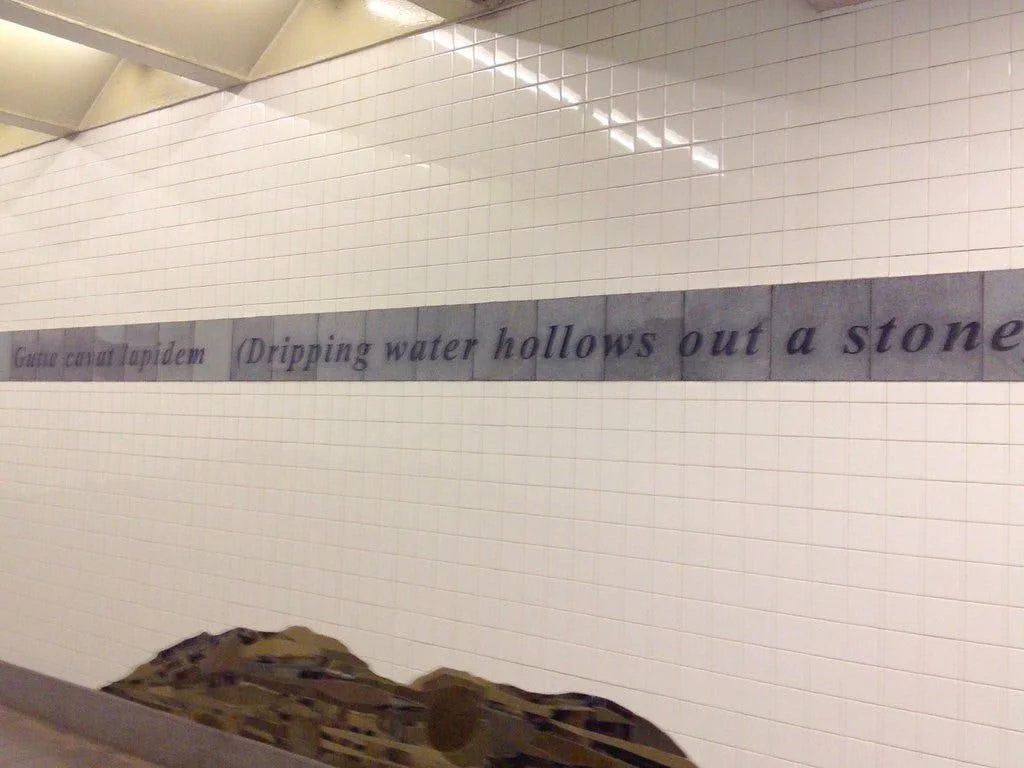 Gutta cavat lapidem (Dripping water hollows out a stone)